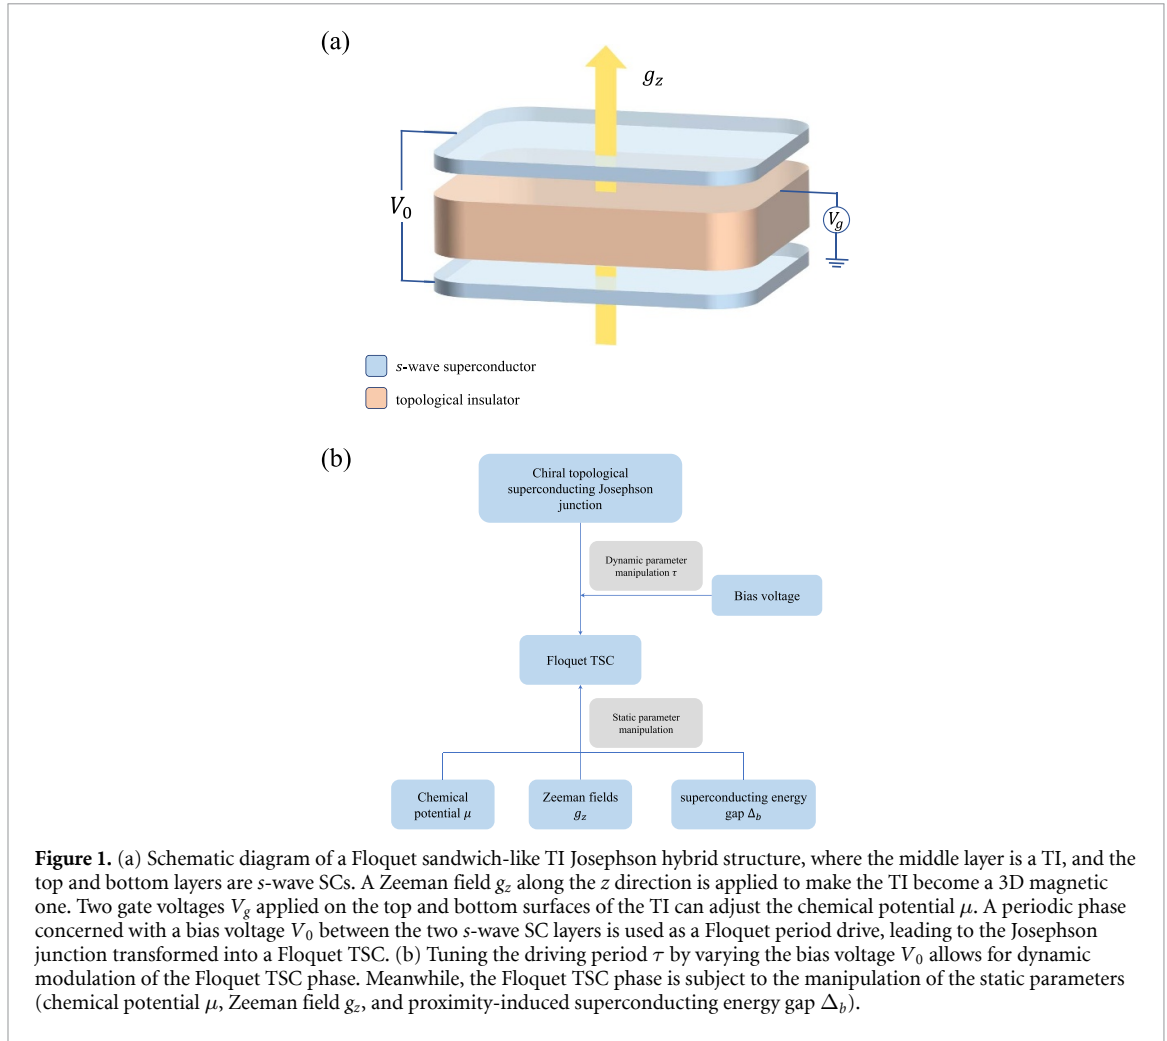 (a)
g_z
V_0
V_g
s-wave superconductor
topological insulator
(b)
Chiral topological
superconducting Josephson
junction
Dynamic parameter
manipulation τ
Bias voltage
Floquet TSC
Static parameter
manipulation
Chemical
potential μ
Zeeman fields
g_z
superconducting energy
gap Δ_b
Figure 1. (a) Schematic diagram of a Floquet sandwich-like TI Josephson hybrid structure, where the middle layer is a TI, and the
top and bottom layers are s-wave SCs. A Zeeman field g_z along the z direction is applied to make the TI become a 3D magnetic
one. Two gate voltages V_g applied on the top and bottom surfaces of the TI can adjust the chemical potential μ. A periodic phase
concerned with a bias voltage V_0 between the two s-wave SC layers is used as a Floquet period drive, leading to the Josephson
junction transformed into a Floquet TSC. (b) Tuning the driving period τ by varying the bias voltage V_0 allows for dynamic
modulation of the Floquet TSC phase. Meanwhile, the Floquet TSC phase is subject to the manipulation of the static parameters
(chemical potential μ, Zeeman field g_z, and proximity-induced superconducting energy gap Δ_b).